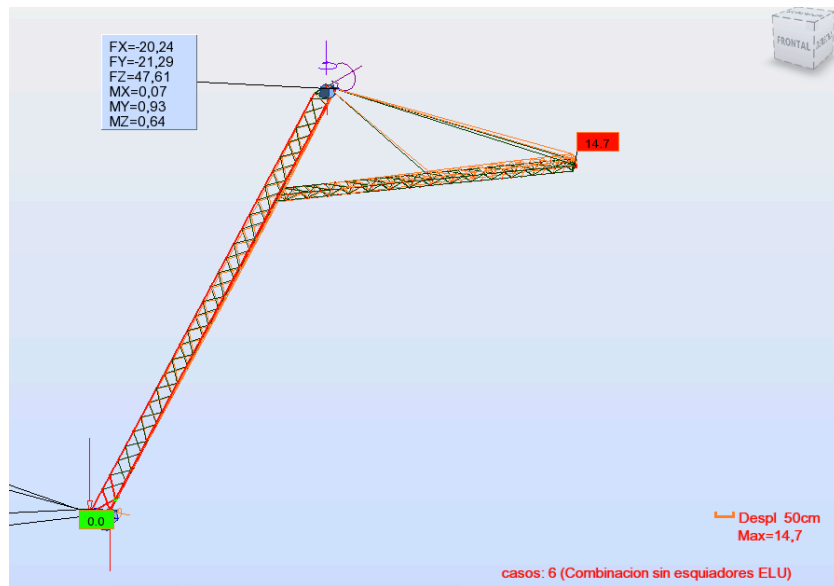 FX=-20,24
FY=-21,29
FZ=47,61
MX=0,07
MY=0,93
MZ=0,64
FRONTAL
14.7
0.0
Despl 50cm
Max=14,7
casos: 6 (Combinacion sin esquiadores ELU)